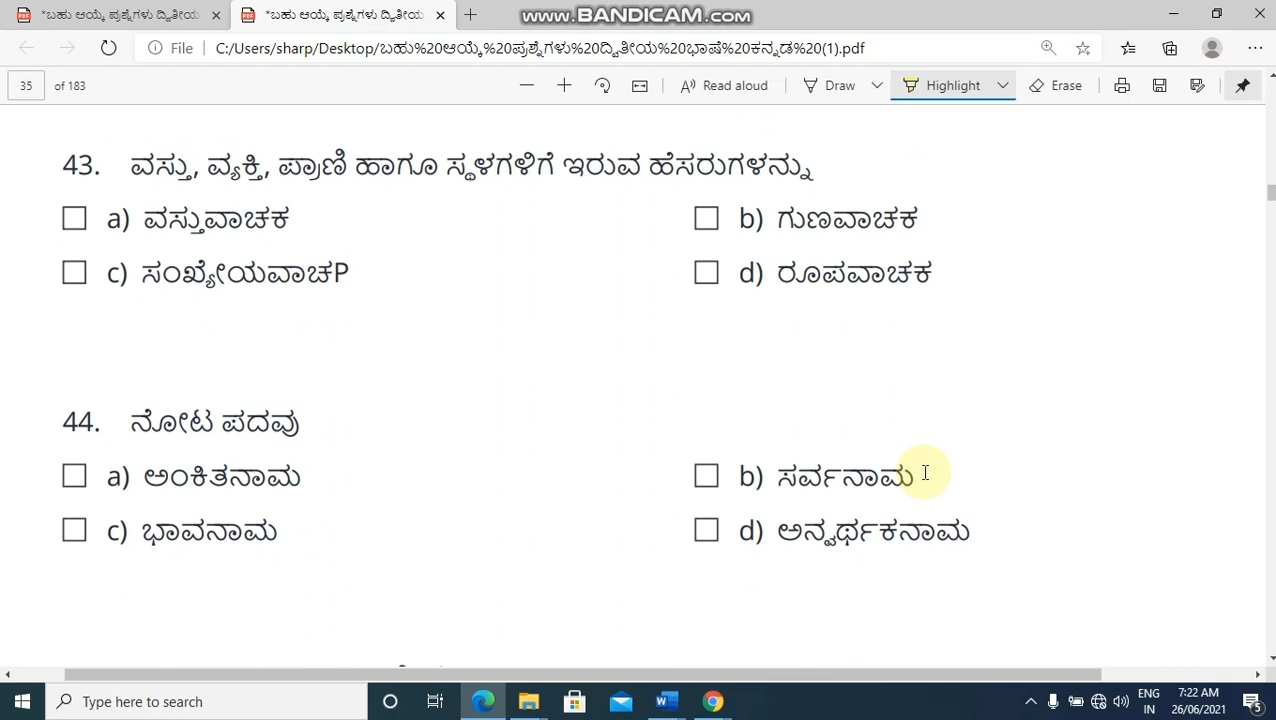 *ಬಹು ಆಯ್ಕೆ ಪ್ರಶ್ನೆಗಳು ದ್ವಿತೀಯ
*ಬಹು ಆಯ್ಕೆ ಪ್ರಶ್ನೆಗಳು ದ್ವಿತೀಯ
www.BANDICAM.com
File
C:/Users/sharp/Desktop/ಬಹು%20ಆಯ್ಕೆ%20ಪ್ರಶ್ನೆಗಳು%20ದ್ವಿತೀಯ%20ಭಾಷೆ%20ಕನ್ನಡ%20(1).pdf
35 of 183
Read aloud
Draw
Highlight
Erase
43. ವಸ್ತು, ವ್ಯಕ್ತಿ, ಪ್ರಾಣಿ ಹಾಗೂ ಸ್ಥಳಗಳಿಗೆ ಇರುವ ಹೆಸರುಗಳನ್ನು
a) ವಸ್ತುವಾಚಕ
b) ಗುಣವಾಚಕ
c) ಸಂಖ್ಯೇಯವಾಚP
d) ರೂಪವಾಚಕ
44. ನೋಟ ಪದವು
a) ಅಂಕಿತನಾಮ
b) ಸರ್ವನಾಮ
c) ಭಾವನಾಮ
d) ಅನ್ವರ್ಥಕನಾಮ
Type here to search
ENG
IN
7:22 AM
26/06/2021
5